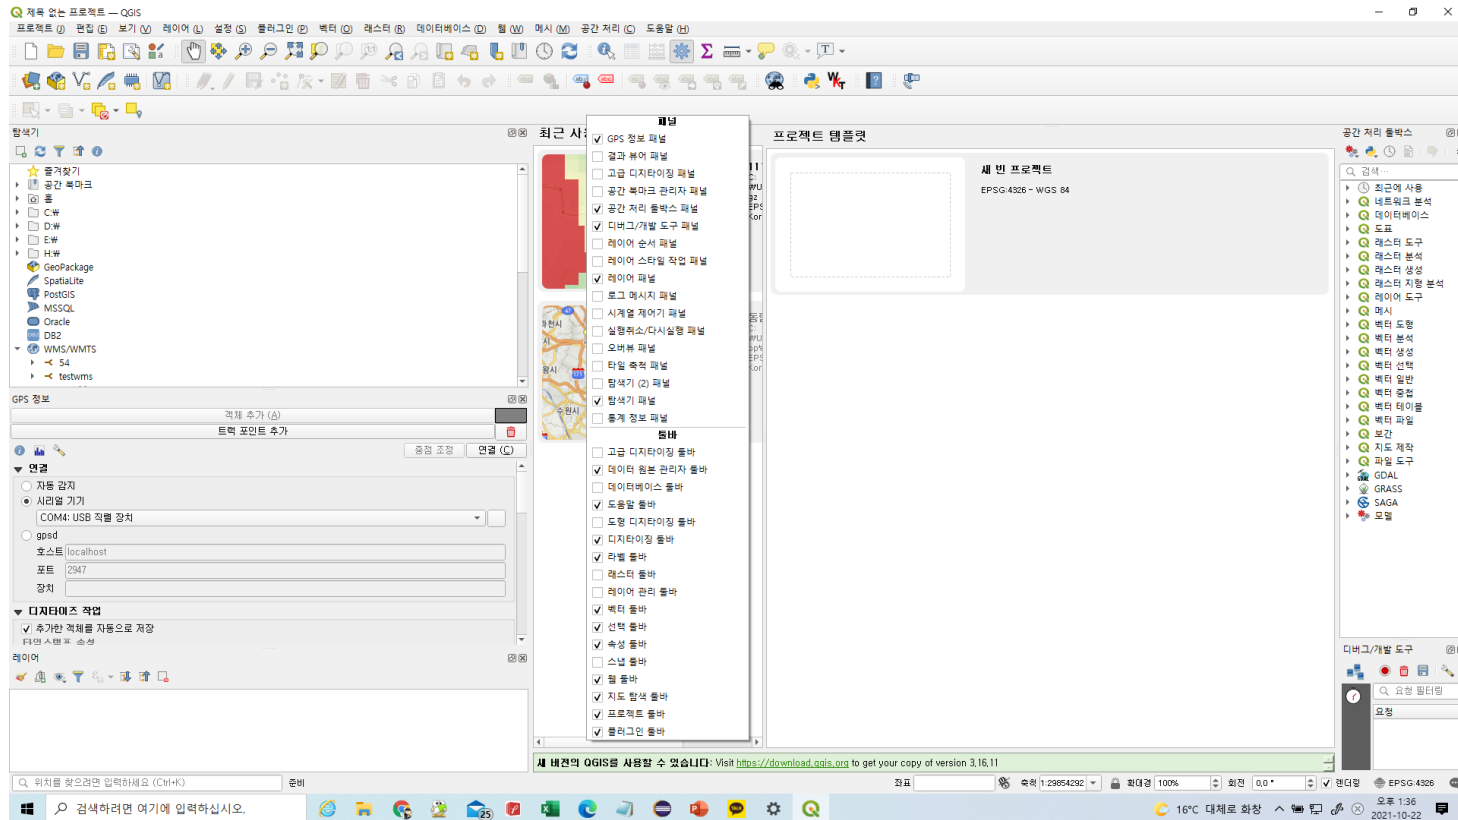 제목 없는 프로젝트 — QGIS
프로젝트 (J) 편집 (E) 보기 (V) 레이어 (L) 설정 (S) 플러그인 (P) 벡터 (O) 래스터 (R) 데이터베이스 (D) 웹 (W) 메시 (M) 공간 처리 (C) 도움말 (H)
탐색기
즐겨찾기
공간 북마크
홈
C:₩
D:₩
E:₩
H:₩
GeoPackage
SpatiaLite
PostGIS
MSSQL
Oracle
DB2
WMS/WMTS
54
testwms
GPS 정보
객체 추가 (A)
트랙 포인트 추가
중점 조정 연결 (C)
연결
자동 감지
시리얼 기기
COM4: USB 직렬 장치
gpsd
호스트 localhost
포트 2947
장치
디지타이즈 작업
추가한 객체를 자동으로 저장
타임스탬프 속성
레이어
최근 사
패널
GPS 정보 패널
결과 뷰어 패널
고급 디지타이징 패널
공간 북마크 관리자 패널
공간 처리 툴박스 패널
디버그/개발 도구 패널
레이어 순서 패널
레이어 스타일 작업 패널
레이어 패널
로그 메시지 패널
시계열 제어기 패널
실행취소/다시실행 패널
오버뷰 패널
타일 축척 패널
탐색기 (2) 패널
탐색기 패널
통계 정보 패널
툴바
고급 디지타이징 툴바
데이터 원본 관리자 툴바
데이터베이스 툴바
도움말 툴바
도형 디지타이징 툴바
디지타이징 툴바
라벨 툴바
래스터 툴바
레이어 관리 툴바
벡터 툴바
선택 툴바
속성 툴바
스냅 툴바
웹 툴바
지도 탐색 툴바
프로젝트 툴바
플러그인 툴바
과천시
수원시
프로젝트 템플릿
새 빈 프로젝트
EPSG:4326 - WGS 84
공간 처리 툴박스
검색…
최근에 사용
네트워크 분석
데이터베이스
도표
래스터 도구
래스터 분석
래스터 생성
래스터 지형 분석
레이어 도구
메시
벡터 도형
벡터 분석
벡터 생성
벡터 선택
벡터 일반
벡터 중첩
벡터 테이블
벡터 파일
보간
지도 제작
파일 도구
GDAL
GRASS
SAGA
모델
디버그/개발 도구
요청 필터링
요청
새 버전의 QGIS를 사용할 수 있습니다: Visit https://download.qgis.org to get your copy of version 3.16.11
위치를 찾으려면 입력하세요 (Ctrl+K) 준비 좌표 축척 1:29854292 확대경 100% 회전 0,0 ° 렌더링 EPSG:4326
검색하려면 여기에 입력하십시오. 25 16°C 대체로 화창 오후 1:36
2021-10-22